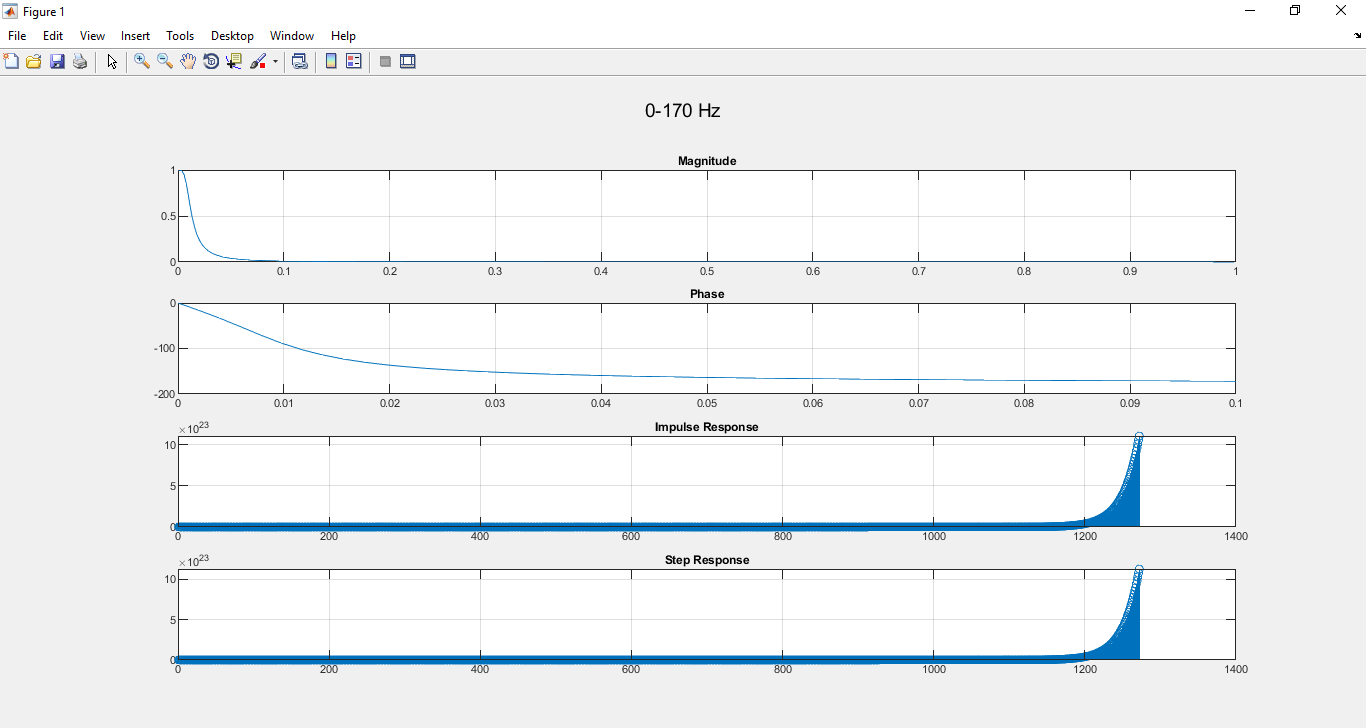 Figure 1
File Edit View Insert Tools Desktop Window Help
0-170 Hz
Magnitude
1
0.5
0
0 0.1 0.2 0.3 0.4 0.5 0.6 0.7 0.8 0.9 1
Phase
0
-100
-200
0 0.01 0.02 0.03 0.04 0.05 0.06 0.07 0.08 0.09 0.1
×10²³ Impulse Response
10
5
0
0 200 400 600 800 1000 1200 1400
×10²³ Step Response
10
5
0
0 200 400 600 800 1000 1200 1400